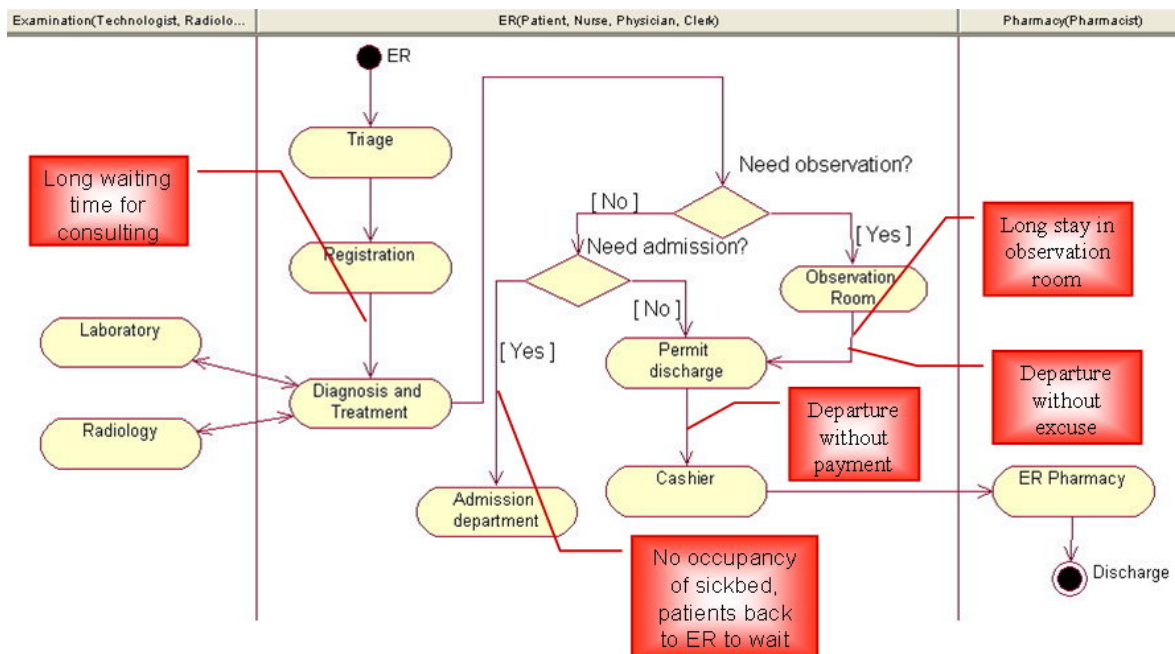 Examination(Technologist, Radiolo...
ER(Patient, Nurse, Physician, Clerk)
Pharmacy(Pharmacist)
ER
Triage
Long waiting
time for
consulting
Registration
Need observation?
[ No ]
[ Yes ]
Need admission?
Long stay in
observation
room
Observation
Room
[ No ]
[ Yes ]
Laboratory
Permit
discharge
Diagnosis and
Treatment
Radiology
Departure
without
excuse
Departure
without
payment
Cashier
ER Pharmacy
Admission
department
No occupancy
of sickbed,
patients back
to ER to wait
Discharge